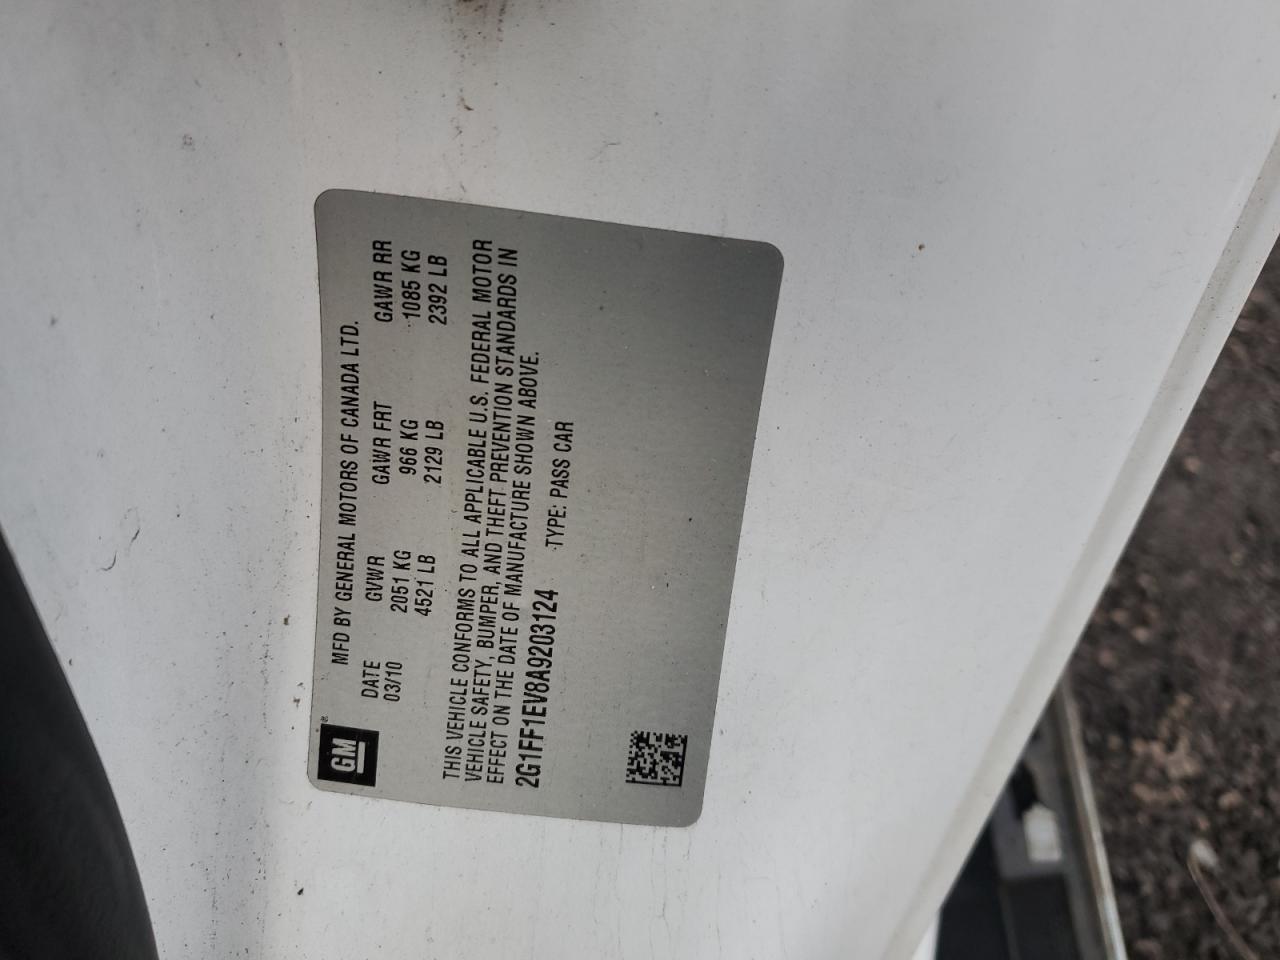 GM
MFD BY GENERAL MOTORS OF CANADA LTD.
DATE GVWR GAWR FRT GAWR RR
03/10 2051 KG 966 KG 1085 KG
4521 LB 2129 LB 2392 LB
THIS VEHICLE CONFORMS TO ALL APPLICABLE U.S. FEDERAL MOTOR
VEHICLE SAFETY, BUMPER, AND THEFT PREVENTION STANDARDS IN
EFFECT ON THE DATE OF MANUFACTURE SHOWN ABOVE.
2G1FF1EV8A9203124 TYPE: PASS CAR